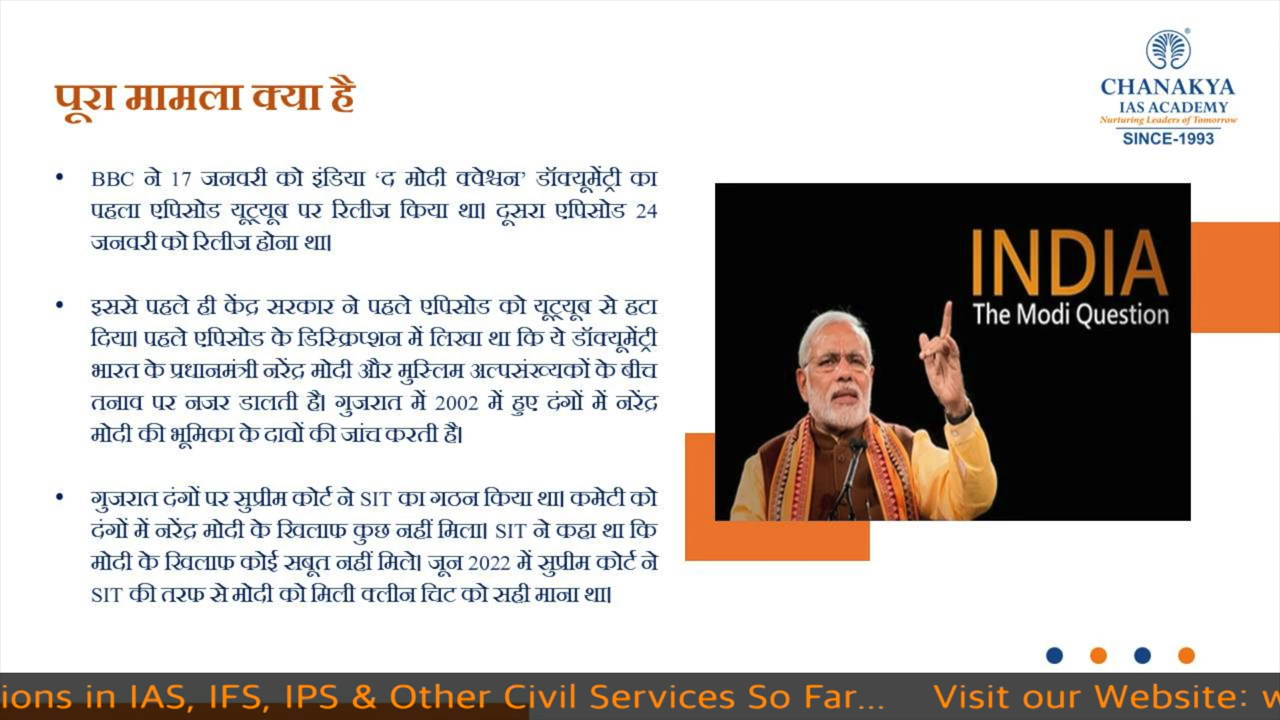 पूरा मामला क्या है
CHANAKYA
IAS ACADEMY
Nurturing Leaders of Tomorrow
SINCE-1993
• BBC ने 17 जनवरी को इंडिया ‘द मोदी क्वेश्चन’ डॉक्यूमेंट्री का
पहला एपिसोड यूट्यूब पर रिलीज किया था। दूसरा एपिसोड 24
जनवरी को रिलीज होना था।
• इससे पहले ही केंद्र सरकार ने पहले एपिसोड को यूट्यूब से हटा
दिया। पहले एपिसोड के डिस्क्रिप्शन में लिखा था कि ये डॉक्यूमेंट्री
भारत के प्रधानमंत्री नरेंद्र मोदी और मुस्लिम अल्पसंख्यकों के बीच
तनाव पर नजर डालती है। गुजरात में 2002 में हुए दंगों में नरेंद्र
मोदी की भूमिका के दावों की जांच करती है।
• गुजरात दंगों पर सुप्रीम कोर्ट ने SIT का गठन किया था। कमेटी को
दंगों में नरेंद्र मोदी के खिलाफ कुछ नहीं मिला। SIT ने कहा था कि
मोदी के खिलाफ कोई सबूत नहीं मिले। जून 2022 में सुप्रीम कोर्ट ने
SIT की तरफ से मोदी को मिली क्लीन चिट को सही माना था।
INDIA
The Modi Question
ions in IAS, IFS, IPS & Other Civil Services So Far... Visit our Website: w